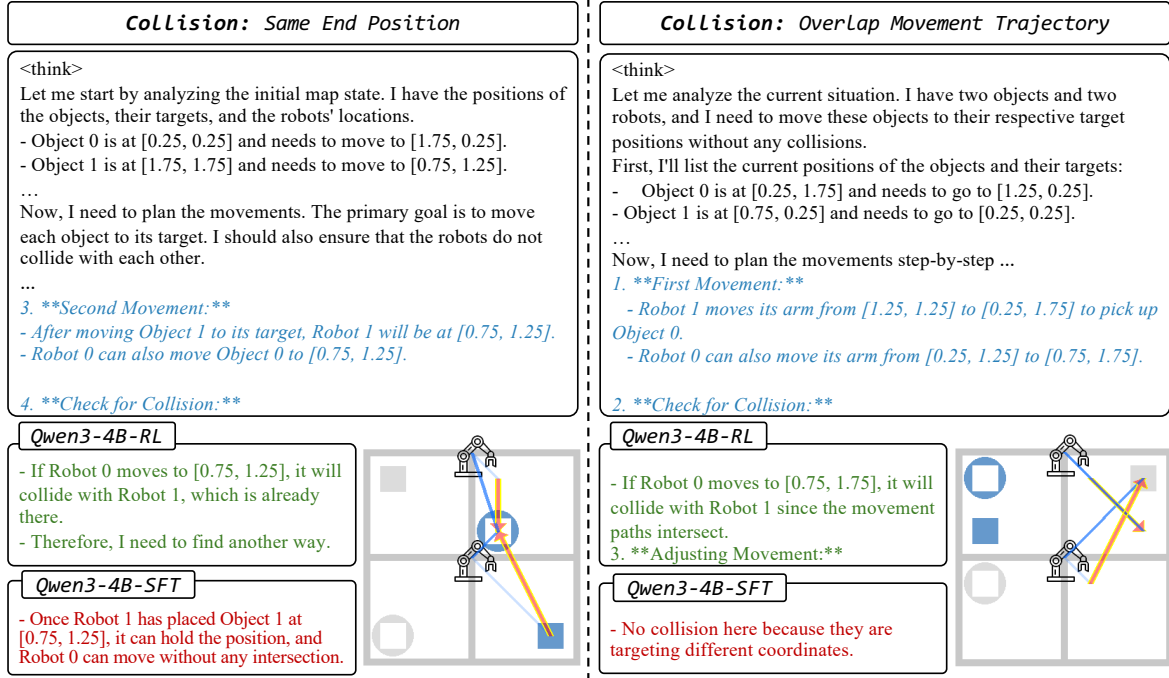 Collision: Same End Position
<think>
Let me start by analyzing the initial map state. I have the positions of
the objects, their targets, and the robots' locations.
- Object 0 is at [0.25, 0.25] and needs to move to [1.75, 0.25].
- Object 1 is at [1.75, 1.75] and needs to move to [0.75, 1.25].
...
Now, I need to plan the movements. The primary goal is to move
each object to its target. I should also ensure that the robots do not
collide with each other.
...
3. **Second Movement:**
- After moving Object 1 to its target, Robot 1 will be at [0.75, 1.25].
- Robot 0 can also move Object 0 to [0.75, 1.25].
4. **Check for Collision:**
Qwen3-4B-RL
- If Robot 0 moves to [0.75, 1.25], it will
collide with Robot 1, which is already
there.
- Therefore, I need to find another way.
Qwen3-4B-SFT
- Once Robot 1 has placed Object 1 at
[0.75, 1.25], it can hold the position, and
Robot 0 can move without any intersection.
Collision: Overlap Movement Trajectory
<think>
Let me analyze the current situation. I have two objects and two
robots, and I need to move these objects to their respective target
positions without any collisions.
First, I'll list the current positions of the objects and their targets:
- Object 0 is at [0.25, 1.75] and needs to go to [1.25, 0.25].
- Object 1 is at [0.75, 0.25] and needs to go to [0.25, 0.25].
...
Now, I need to plan the movements step-by-step ...
1. **First Movement:**
- Robot 1 moves its arm from [1.25, 1.25] to [0.25, 1.75] to pick up
Object 0.
- Robot 0 can also move its arm from [0.25, 1.25] to [0.75, 1.75].
2. **Check for Collision:**
Qwen3-4B-RL
- If Robot 0 moves to [0.75, 1.75], it will
collide with Robot 1 since the movement
paths intersect.
3. **Adjusting Movement:**
Qwen3-4B-SFT
- No collision here because they are
targeting different coordinates.